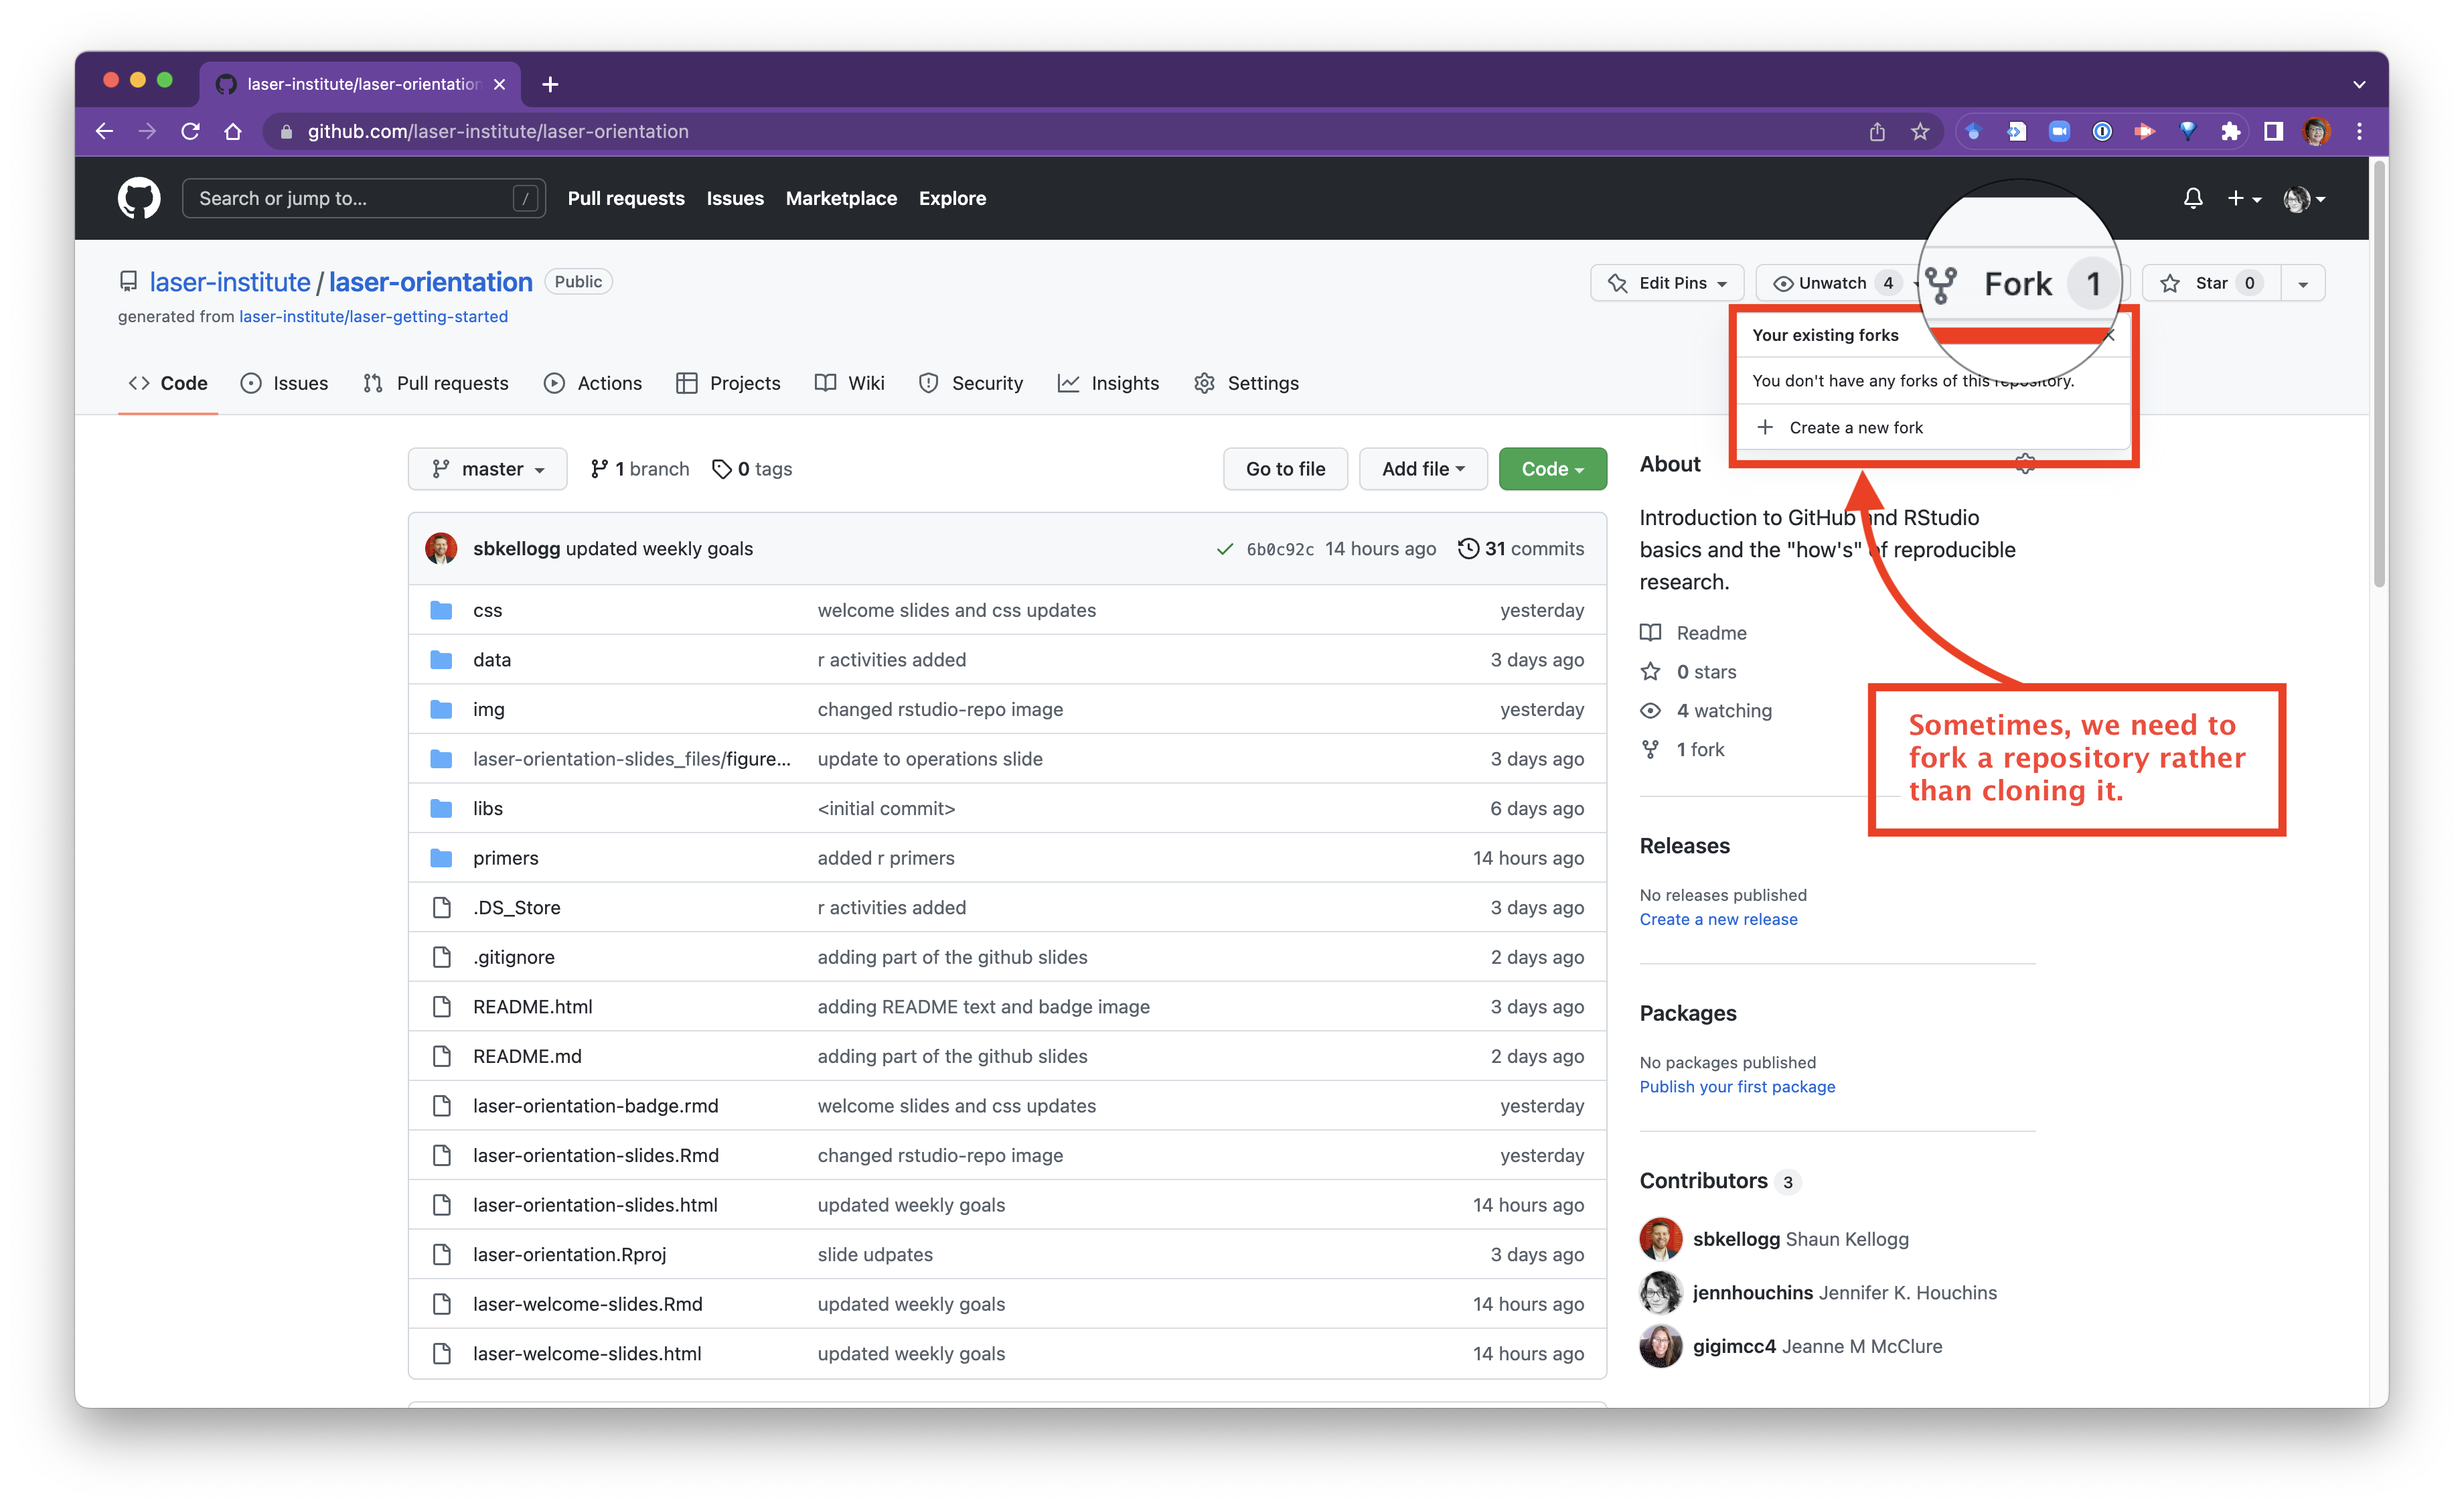 laser-institute/laser-orientation
github.com/laser-institute/laser-orientation
Search or jump to... /
Pull requests Issues Marketplace Explore
laser-institute / laser-orientation Public
Edit Pins Unwatch 4 Fork 1 Star 0
generated from laser-institute/laser-getting-started
Your existing forks
You don't have any forks of this repository.
Create a new fork
Code Issues Pull requests Actions Projects Wiki Security Insights Settings
master 1 branch 0 tags Go to file Add file Code
sbkellogg updated weekly goals 6b0c92c 14 hours ago 31 commits
css welcome slides and css updates yesterday
data r activities added 3 days ago
img changed rstudio-repo image yesterday
laser-orientation-slides_files/figure... update to operations slide 3 days ago
libs <initial commit> 6 days ago
primers added r primers 14 hours ago
.DS_Store r activities added 3 days ago
.gitignore adding part of the github slides 2 days ago
README.html adding README text and badge image 3 days ago
README.md adding part of the github slides 2 days ago
laser-orientation-badge.rmd welcome slides and css updates yesterday
laser-orientation-slides.Rmd changed rstudio-repo image yesterday
laser-orientation-slides.html updated weekly goals 14 hours ago
laser-orientation.Rproj slide udpates 3 days ago
laser-welcome-slides.Rmd updated weekly goals 14 hours ago
laser-welcome-slides.html updated weekly goals 14 hours ago
About
Introduction to GitHub and RStudio
basics and the "how's" of reproducible
research.
Readme
0 stars
4 watching
1 fork
Sometimes, we need to
fork a repository rather
than cloning it.
Releases
No releases published
Create a new release
Packages
No packages published
Publish your first package
Contributors 3
sbkellogg Shaun Kellogg
jennhouchins Jennifer K. Houchins
gigimcc4 Jeanne M McClure